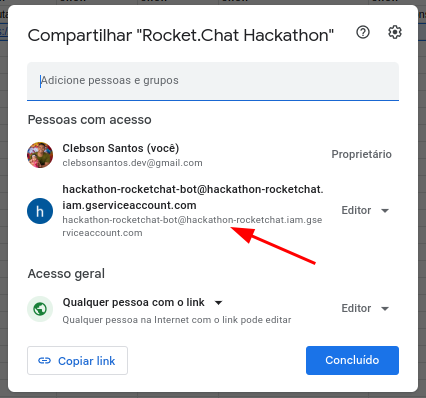 Compartilhar "Rocket.Chat Hackathon"
Adicione pessoas e grupos
Pessoas com acesso
Clebson Santos (você)
clebsonsantos.dev@gmail.com
Proprietário
hackathon-rocketchat-bot@hackathon-rocketchat.
iam.gserviceaccount.com
hackathon-rocketchat-bot@hackathon-rocketchat.iam.gse
rviceaccount.com
Editor
Acesso geral
Qualquer pessoa com o link
Qualquer pessoa na Internet com o link pode editar
Editor
Copiar link
Concluído